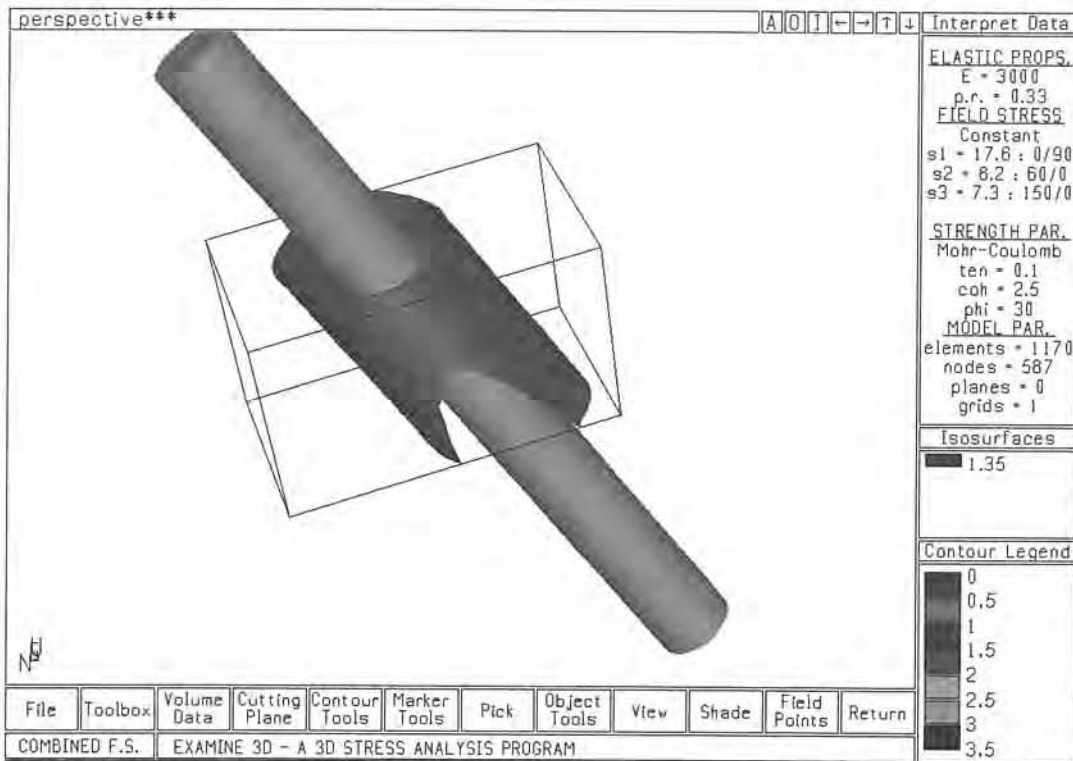 perspective***
A O I ← → ↑ ↓
Interpret Data
ELASTIC PROPS.
E = 3000
p.r. = 0.33
FIELD STRESS
Constant
s1 = 17.6 : 0/90
s2 = 8.2 : 60/0
s3 = 7.3 : 150/0
STRENGTH PAR.
Mohr-Coulomb
ten = 0.1
coh = 2.5
phi = 30
MODEL PAR.
elements = 1170
nodes = 587
planes = 0
grids = 1
Isosurfaces
1.35
Contour Legend
0
0.5
1
1.5
2
2.5
3
3.5
N
File
Toolbox
Volume Data
Cutting Plane
Contour Tools
Marker Tools
Pick
Object Tools
View
Shade
Field Points
Return
COMBINED F.S.
EXAMINE 3D - A 3D STRESS ANALYSIS PROGRAM